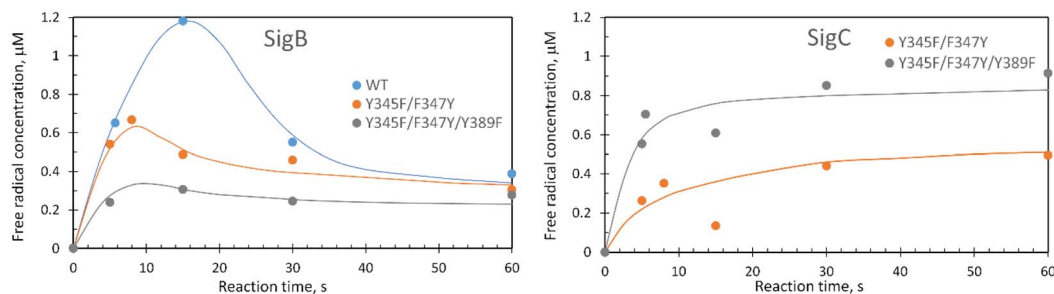 Free radical concentration, µM
1.2
1
0.8
0.6
0.4
0.2
0
SigB
WT
Y345F/F347Y
Y345F/F347Y/Y389F
0 10 20 30 40 50 60
Reaction time, s
Free radical concentration, µM
1.2
1
0.8
0.6
0.4
0.2
0
SigC
Y345F/F347Y
Y345F/F347Y/Y389F
0 10 20 30 40 50 60
Reaction time, s